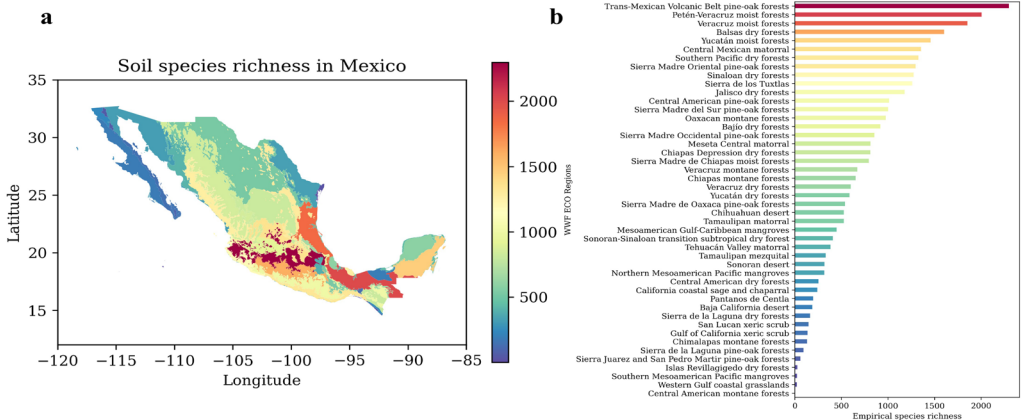 a
Soil species richness in Mexico
35
30
25
20
15
Latitude
−120
−115
−110
−105
−100
−95
−90
−85
Longitude
2000
1500
1000
500
b
WWF ECO Regions
Trans-Mexican Volcanic Belt pine-oak forests
Petén-Veracruz moist forests
Veracruz moist forests
Balsas dry forests
Yucatán moist forests
Central Mexican matorral
Southern Pacific dry forests
Sierra Madre Oriental pine-oak forests
Sinaloan dry forests
Sierra de los Tuxtlas
Jalisco dry forests
Central American pine-oak forests
Sierra Madre del Sur pine-oak forests
Oaxacan montane forests
Bajío dry forests
Sierra Madre Occidental pine-oak forests
Meseta Central matorral
Chiapas Depression dry forests
Sierra Madre de Chiapas moist forests
Veracruz montane forests
Chiapas montane forests
Veracruz dry forests
Yucatán dry forests
Sierra Madre de Oaxaca pine-oak forests
Chihuahuan desert
Tamaulipan matorral
Mesoamerican Gulf-Caribbean mangroves
Sonoran-Sinaloan transition subtropical dry forest
Tehuacán Valley matorral
Tamaulipan mezquital
Sonoran desert
Northern Mesoamerican Pacific mangroves
Central American dry forests
California coastal sage and chaparral
Pantanos de Centla
Baja California desert
Sierra de la Laguna dry forests
San Lucan xeric scrub
Gulf of California xeric scrub
Chimalapas montane forests
Sierra de la Laguna pine-oak forests
Sierra Juarez and San Pedro Martir pine-oak forests
Islas Revillagigedo dry forests
Southern Mesoamerican Pacific mangroves
Western Gulf coastal grasslands
Central American montane forests
0
500
1000
1500
2000
Empirical species richness